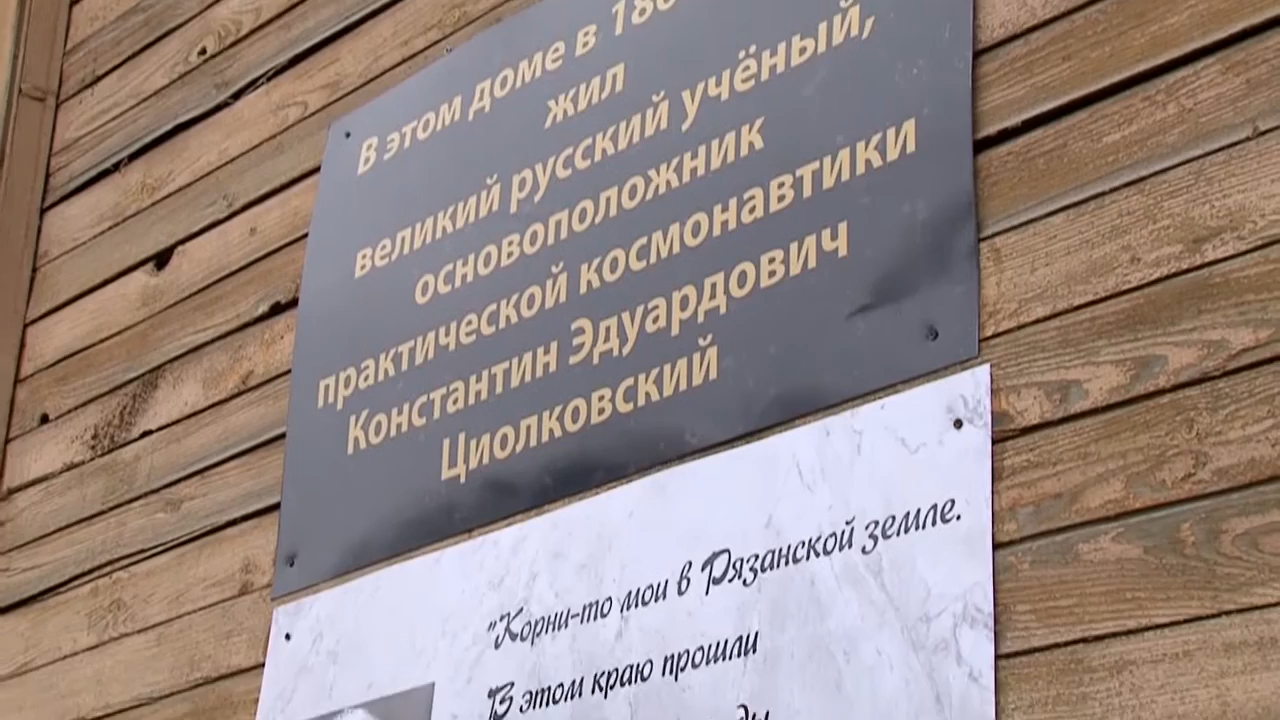 В этом доме в 186
жил
великий русский учёный,
основоположник
практической космонавтики
Константин Эдуардович
Циолковский
"Корни-то мои в Рязанской земле.
В этом краю прошли